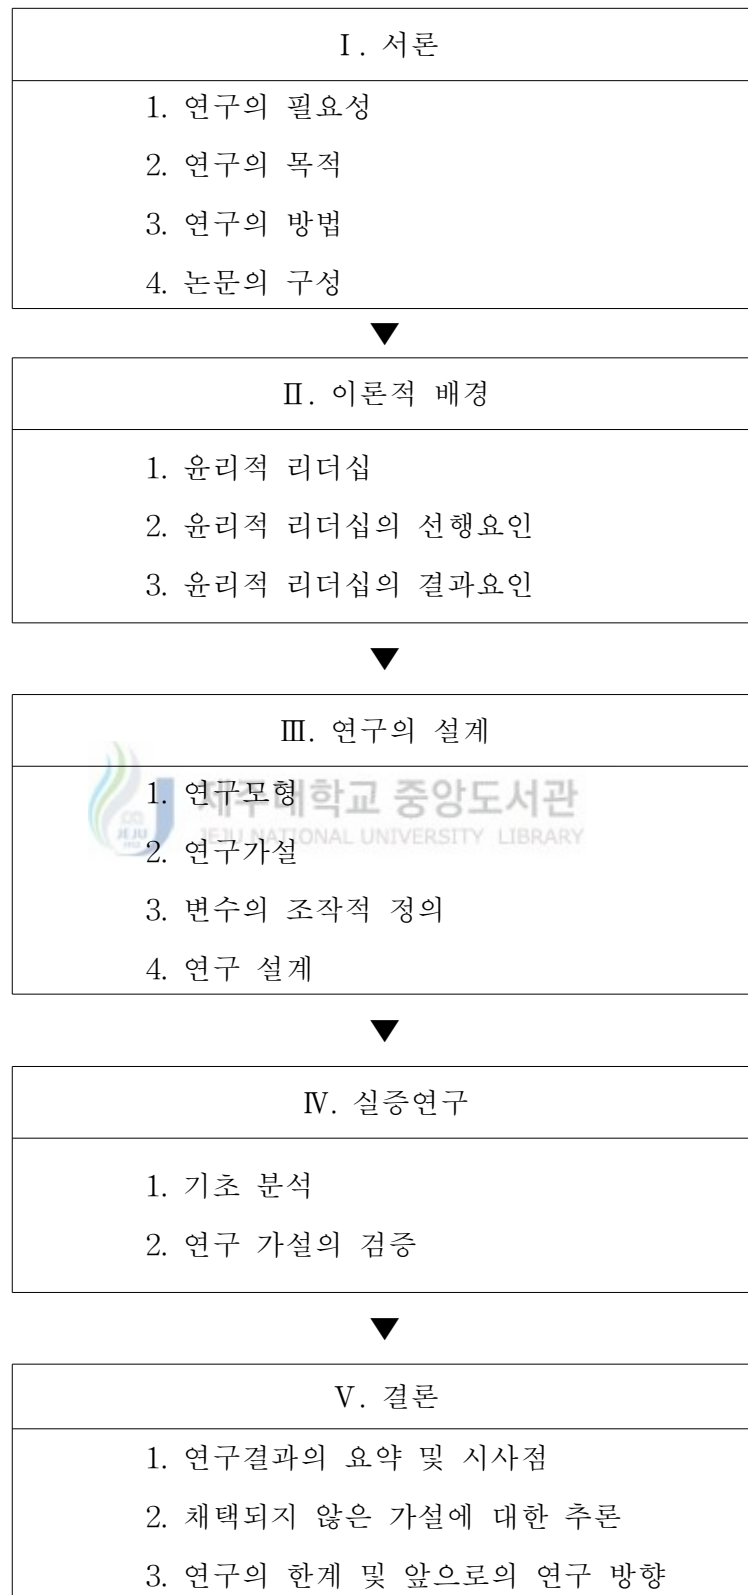 Ⅰ. 서론
1. 연구의 필요성
2. 연구의 목적
3. 연구의 방법
4. 논문의 구성
Ⅱ. 이론적 배경
1. 윤리적 리더십
2. 윤리적 리더십의 선행요인
3. 윤리적 리더십의 결과요인
Ⅲ. 연구의 설계
제주대학교 중앙도서관
JEJU NATIONAL UNIVERSITY LIBRARY
1. 연구모형
2. 연구가설
3. 변수의 조작적 정의
4. 연구 설계
Ⅳ. 실증연구
1. 기초 분석
2. 연구 가설의 검증
Ⅴ. 결론
1. 연구결과의 요약 및 시사점
2. 채택되지 않은 가설에 대한 추론
3. 연구의 한계 및 앞으로의 연구 방향